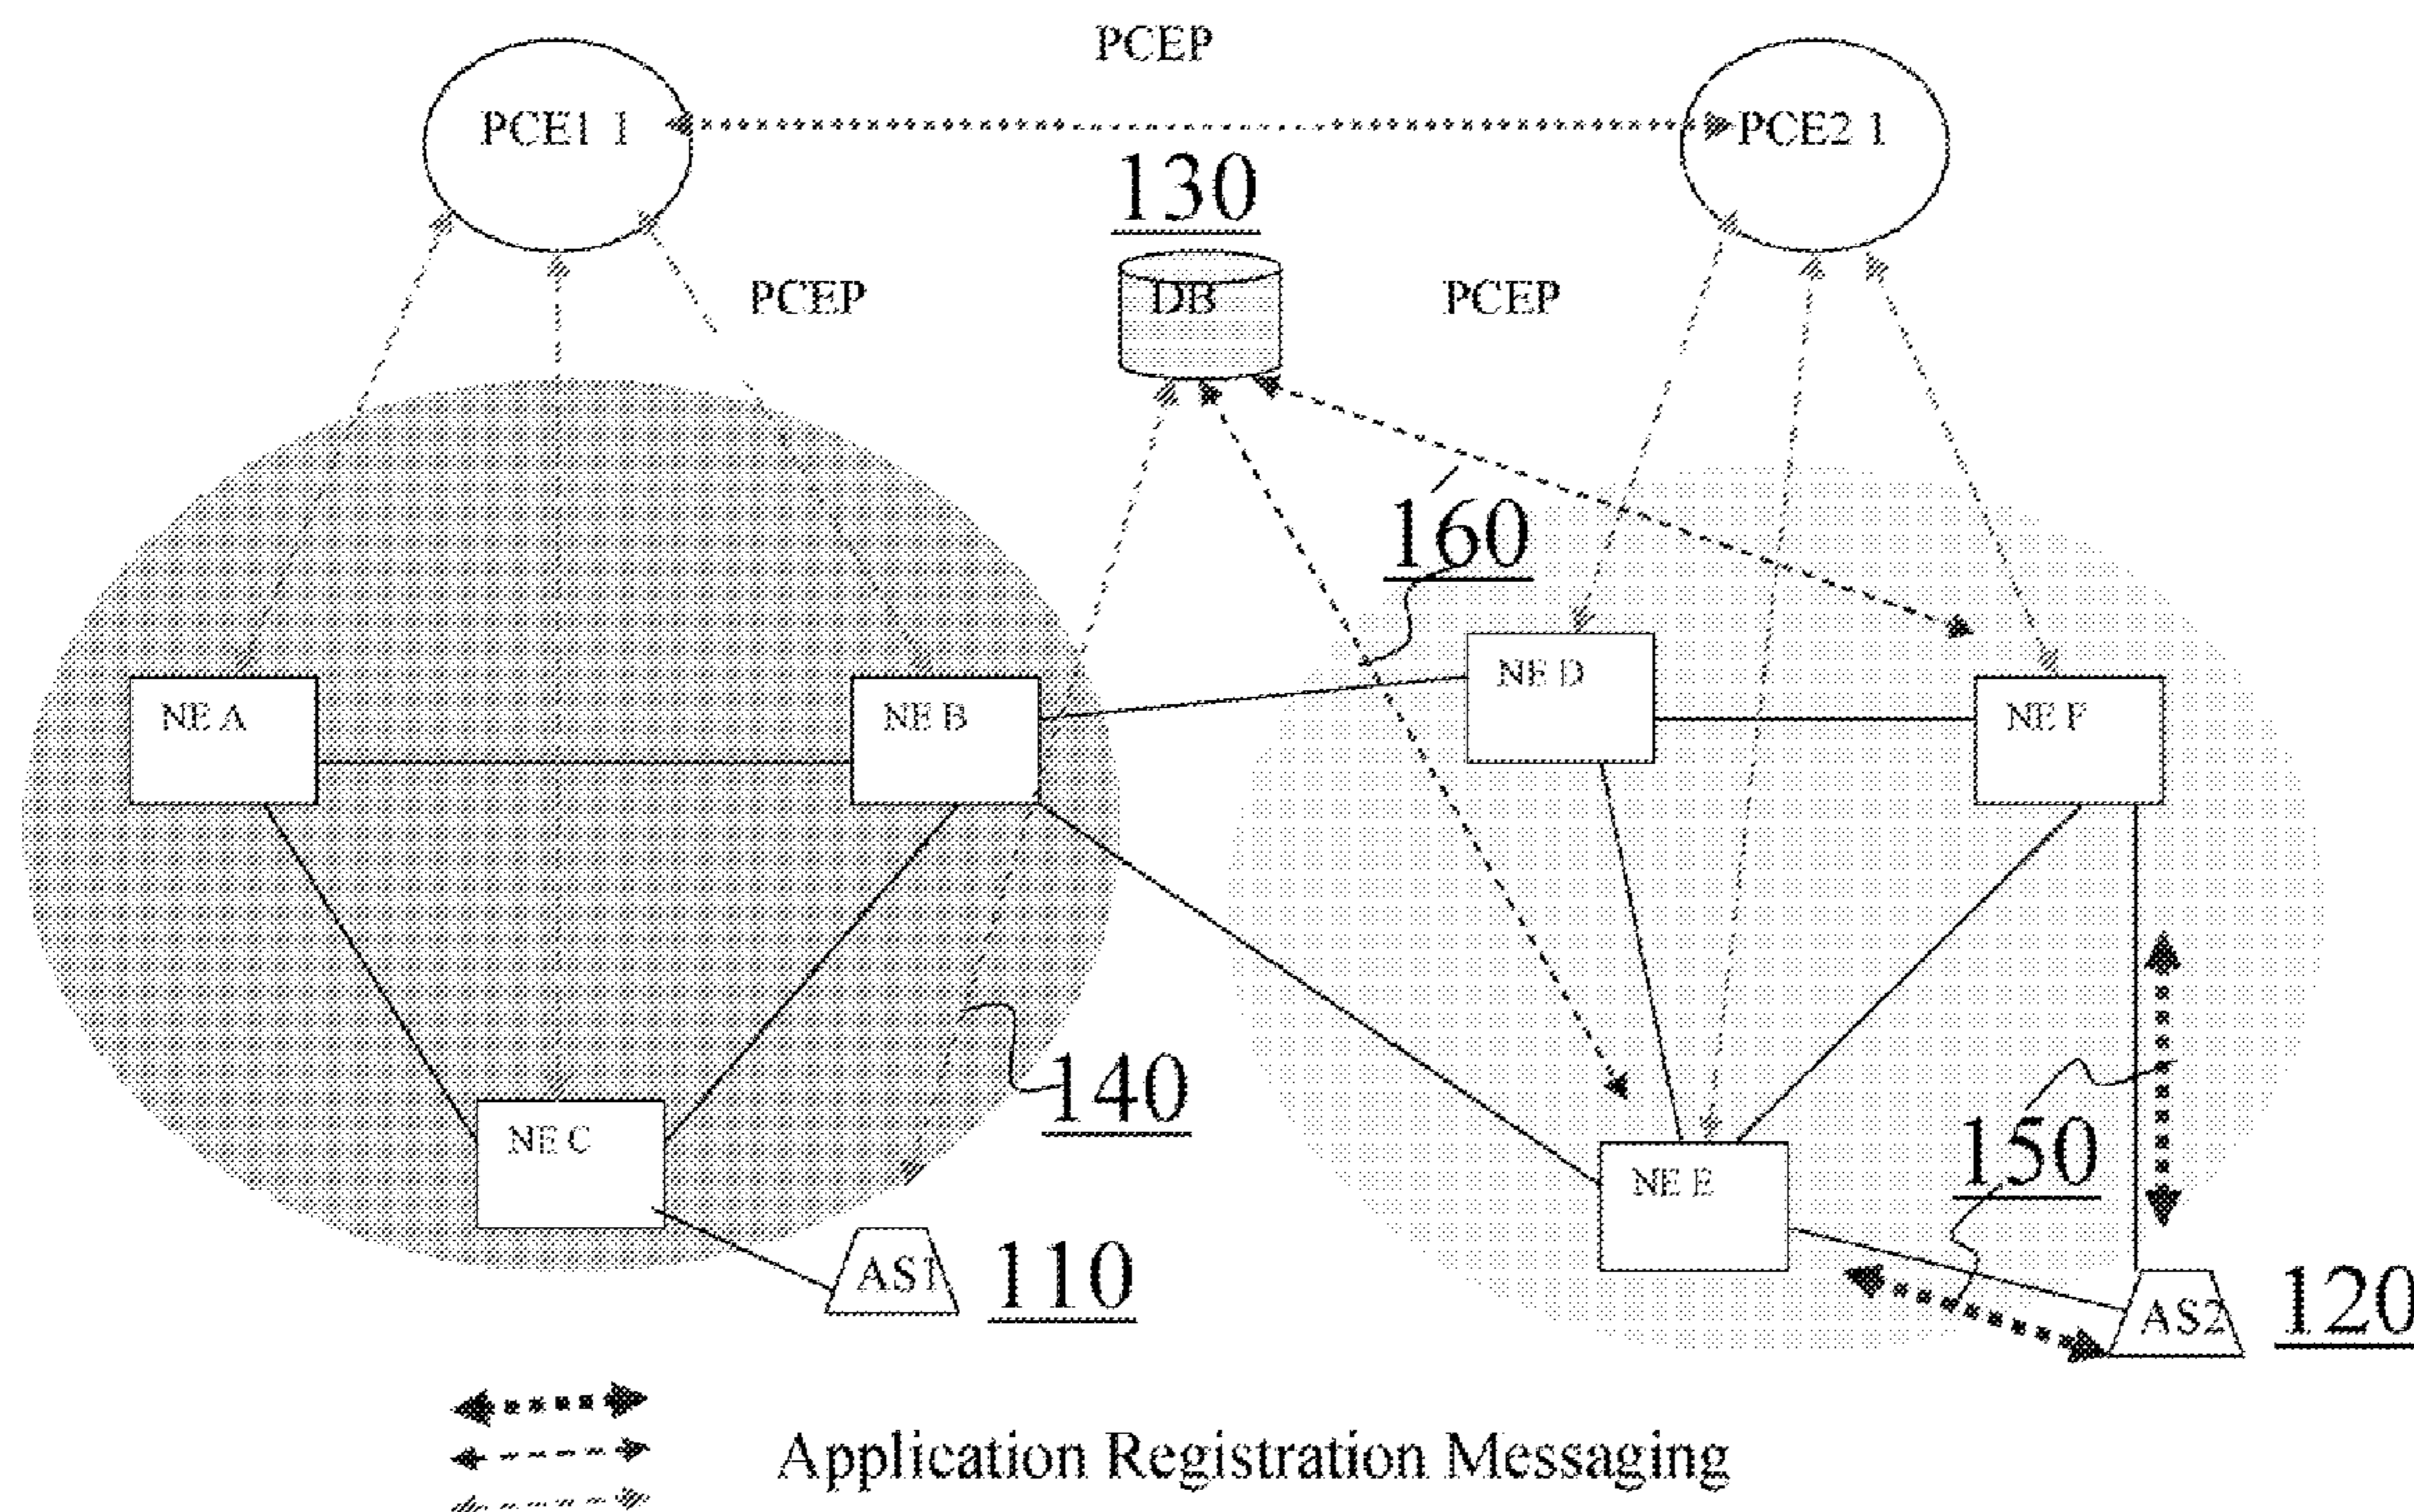 PCEP
PCE1 1
PCE2 1
130
PCEP
DB
PCEP
160
NE A
NE B
NE D
NE F
140
NE C
150
NE E
AS1
110
AS2
120
Application Registration Messaging